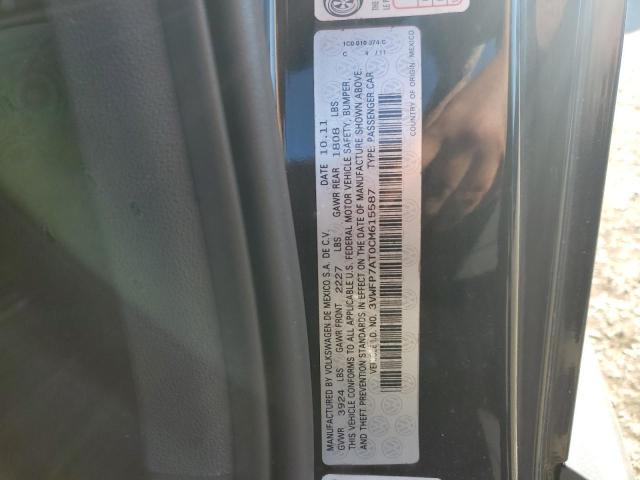 MANUFACTURED BY VOLKSWAGEN DE MEXICO S.A. DE C.V. DATE 10.11
GVWR 3924 LBS GAWR FRONT 2227 LBS GAWR REAR 1808 LBS.
THIS VEHICLE CONFORMS TO ALL APPLICABLE U.S. FEDERAL MOTOR VEHICLE SAFETY, BUMPER,
AND THEFT PREVENTION STANDARDS IN EFFECT ON THE DATE OF MANUFACTURE SHOWN ABOVE.
VEHICLE I.D. NO. 3VWFP7AT0CM615587 TYPE: PASSENGER CAR
COUNTRY OF ORIGIN: MEXICO
1C0 010 374 C